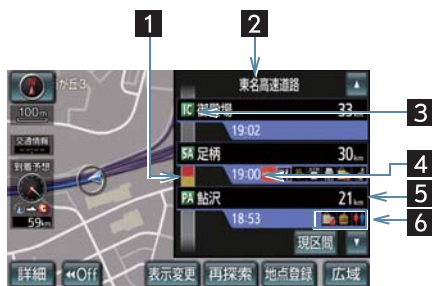 1
2
東名高速道路
が丘3
100m
IC 御殿場 33km
3
19:02
交通情報
SA 足柄 30km
4
到着予想
19:00
PA 鮎沢 21km
5
59km
18:53
6
現区間
詳細
◀◀Off
表示変更
再探索
地点登録
広域